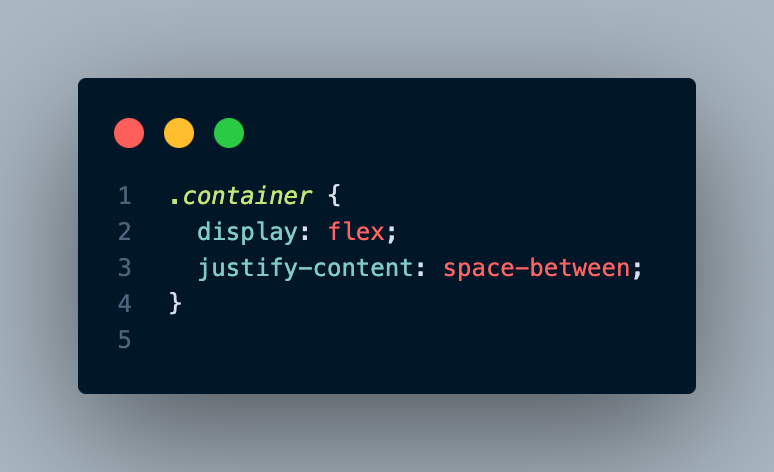 1 .container {
2   display: flex;
3   justify-content: space-between;
4 }
5